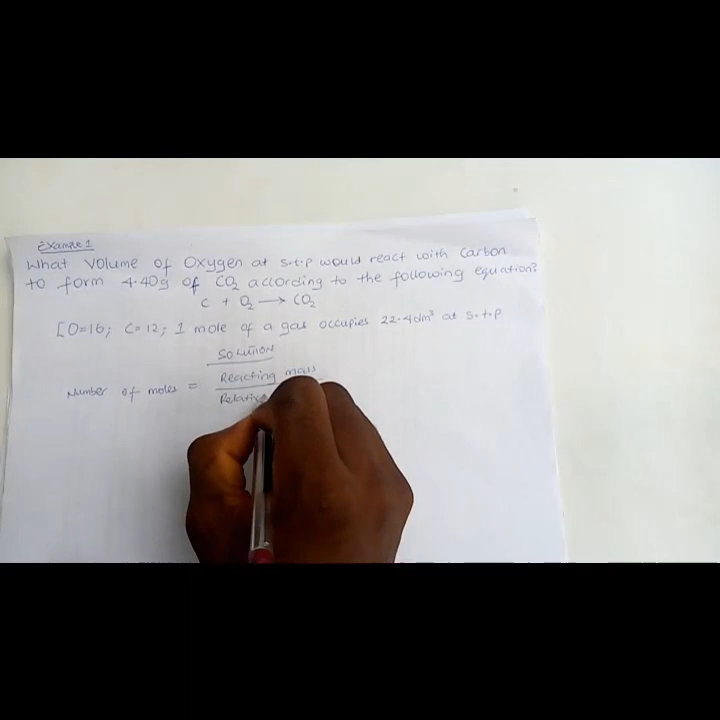 Example 1
What Volume of Oxygen at s.t.p would react with Carbon
to form 4.40g of CO₂ according to the following equation?
C + O₂ → CO₂
[O=16; C=12; 1 mole of a gas occupies 22.4dm³ at s.t.p
Solution
Number of moles = Reacting mass
Relative